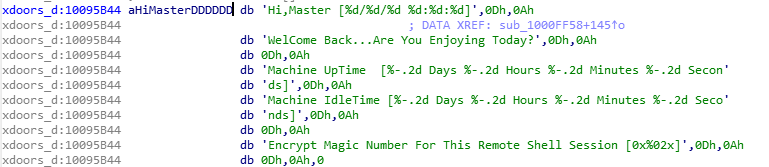 xdoors_d:10095B44 aHiMasterDDDDDD db 'Hi,Master [%d/%d/%d %d:%d:%d]',0Dh,0Ah
xdoors_d:10095B44 ; DATA XREF: sub_1000FF58+145↑o
xdoors_d:10095B44 db 'WelCome Back...Are You Enjoying Today?',0Dh,0Ah
xdoors_d:10095B44 db 0Dh,0Ah
xdoors_d:10095B44 db 'Machine UpTime  [%-.2d Days %-.2d Hours %-.2d Minutes %-.2d Secon'
xdoors_d:10095B44 db 'ds]',0Dh,0Ah
xdoors_d:10095B44 db 'Machine IdleTime [%-.2d Days %-.2d Hours %-.2d Minutes %-.2d Seco'
xdoors_d:10095B44 db 'nds]',0Dh,0Ah
xdoors_d:10095B44 db 0Dh,0Ah
xdoors_d:10095B44 db 'Encrypt Magic Number For This Remote Shell Session [0x%02x]',0Dh,0Ah
xdoors_d:10095B44 db 0Dh,0Ah,0